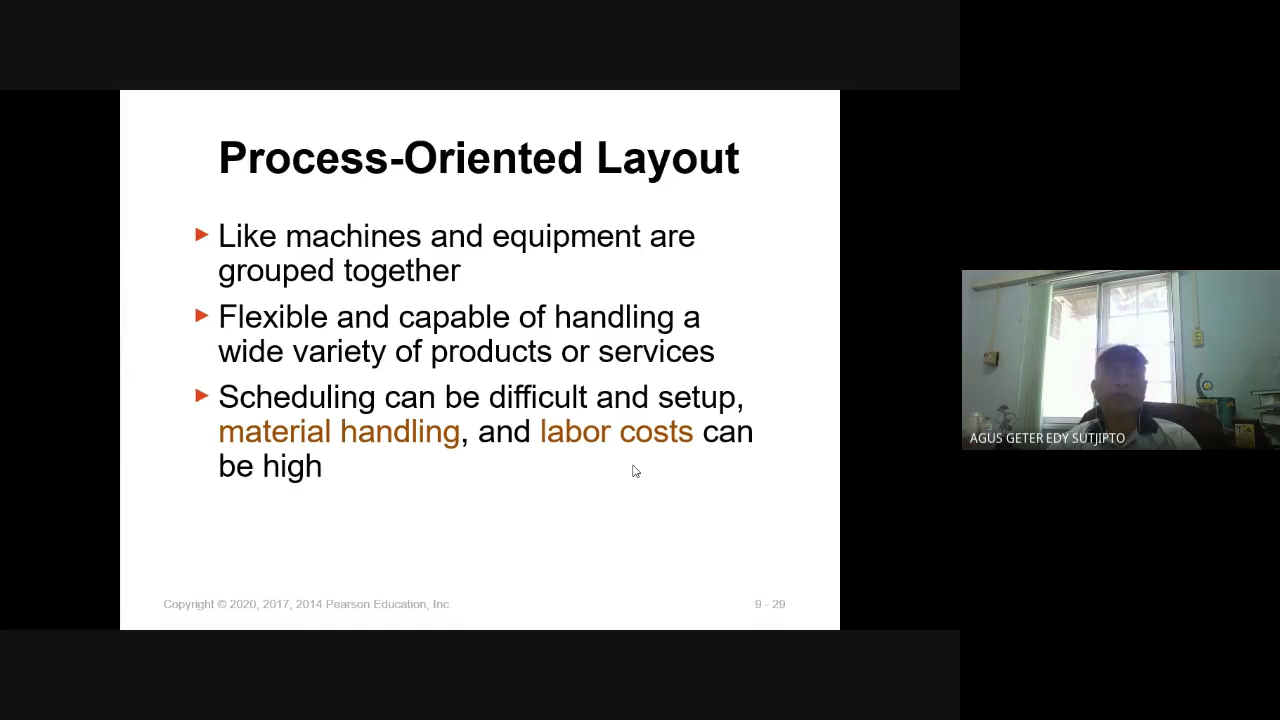 Process-Oriented Layout
Like machines and equipment are
grouped together
Flexible and capable of handling a
wide variety of products or services
Scheduling can be difficult and setup,
material handling, and labor costs can
be high
Copyright © 2020, 2017, 2014 Pearson Education, Inc.
9 - 29
AGUS GETER EDY SUTJIPTO